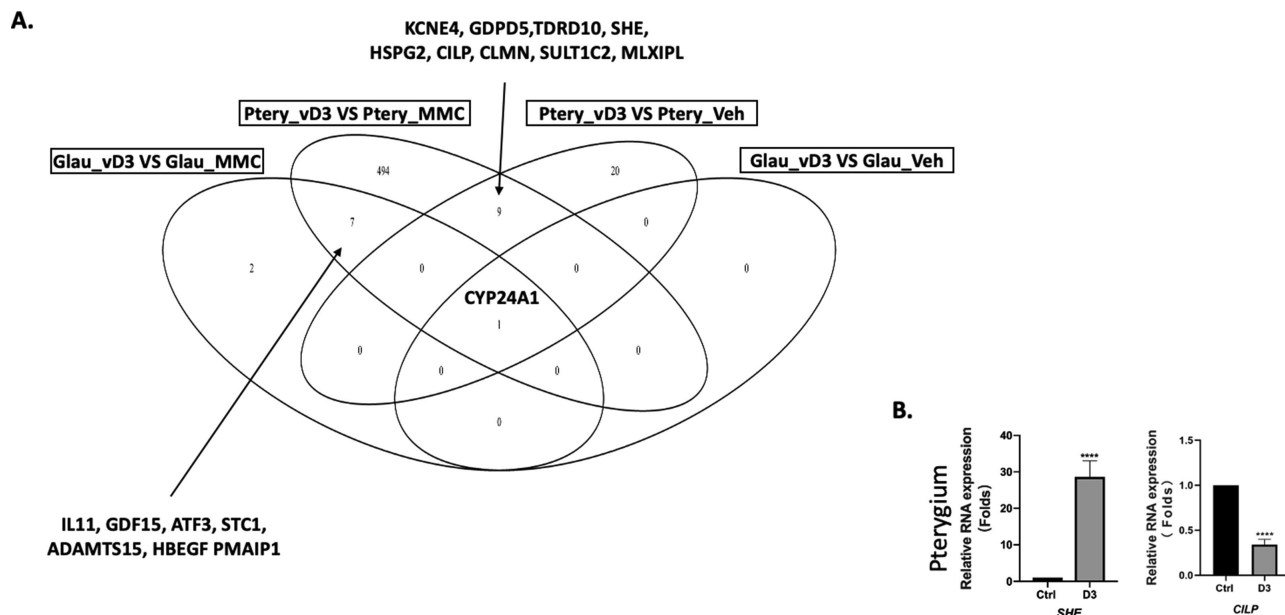 A.
KCNE4, GDPD5,TDRD10, SHE,
HSPG2, CILP, CLMN, SULT1C2, MLXIPL
Ptery_vD3 VS Ptery_MMC
Ptery_vD3 VS Ptery_Veh
Glau_vD3 VS Glau_MMC
Glau_vD3 VS Glau_Veh
494
20
7
9
0
2
0
0
0
CYP24A1
1
0
0
0
0
0
IL11, GDF15, ATF3, STC1,
ADAMTS15, HBEGF PMAIP1
B.
Pterygium
Relative RNA expression
(Folds)
40
30
20
10
0
****
Ctrl D3
SHE
Relative RNA expression
( Folds)
1.5
1.0
0.5
0.0
****
Ctrl D3
CILP